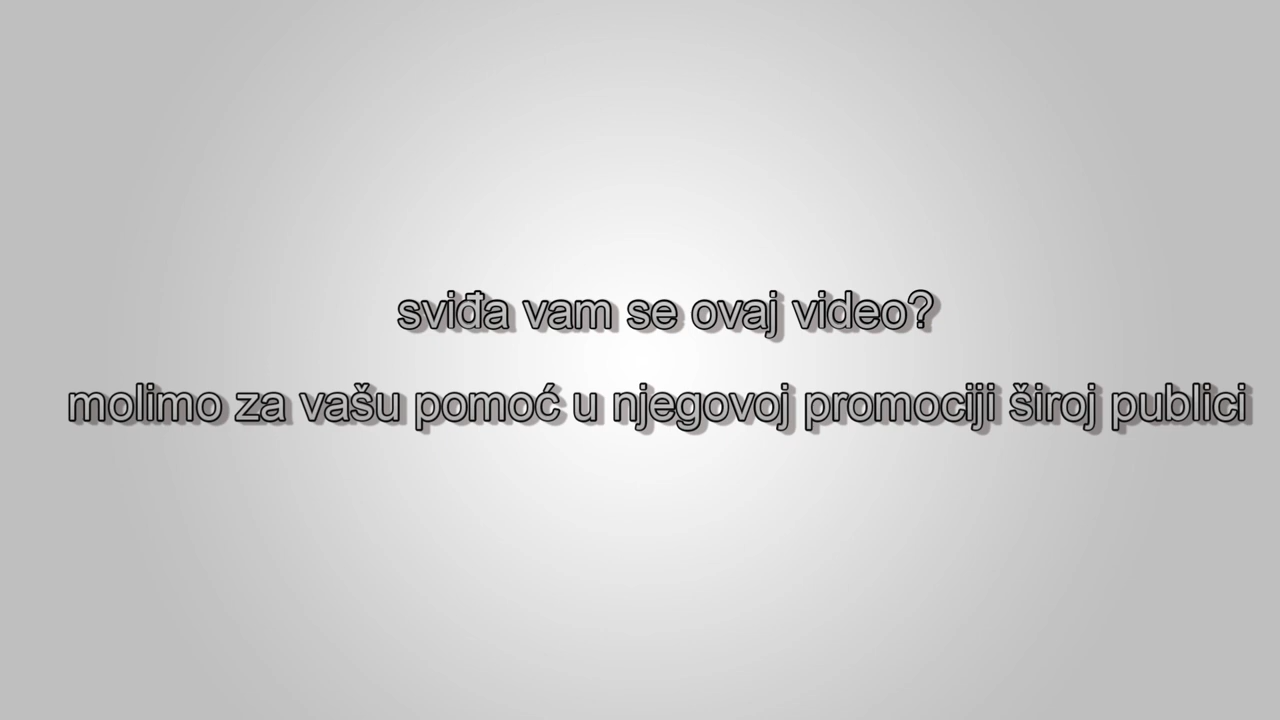 sviđa vam se ovaj video?
molimo za vašu pomoć u njegovoj promociji široj publici